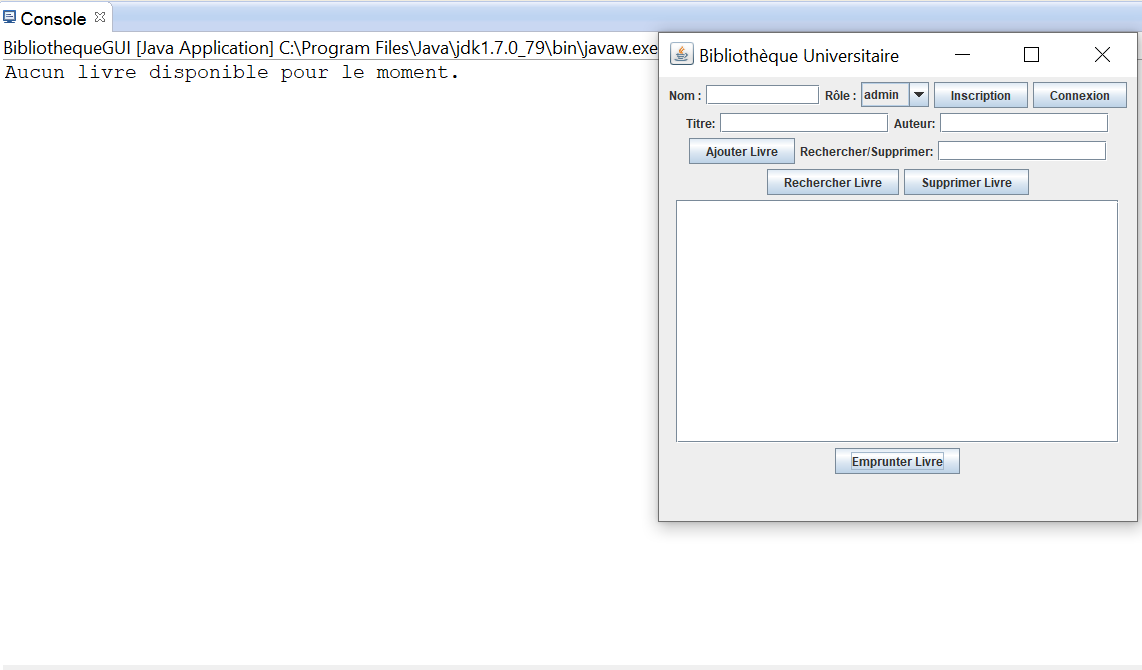 Console
BibliothequeGUI [Java Application] C:\Program Files\Java\jdk1.7.0_79\bin\javaw.exe
Aucun livre disponible pour le moment.
Bibliothèque Universitaire
Nom : Rôle : admin Inscription Connexion
Titre: Auteur:
Ajouter Livre Rechercher/Supprimer:
Rechercher Livre Supprimer Livre
Emprunter Livre